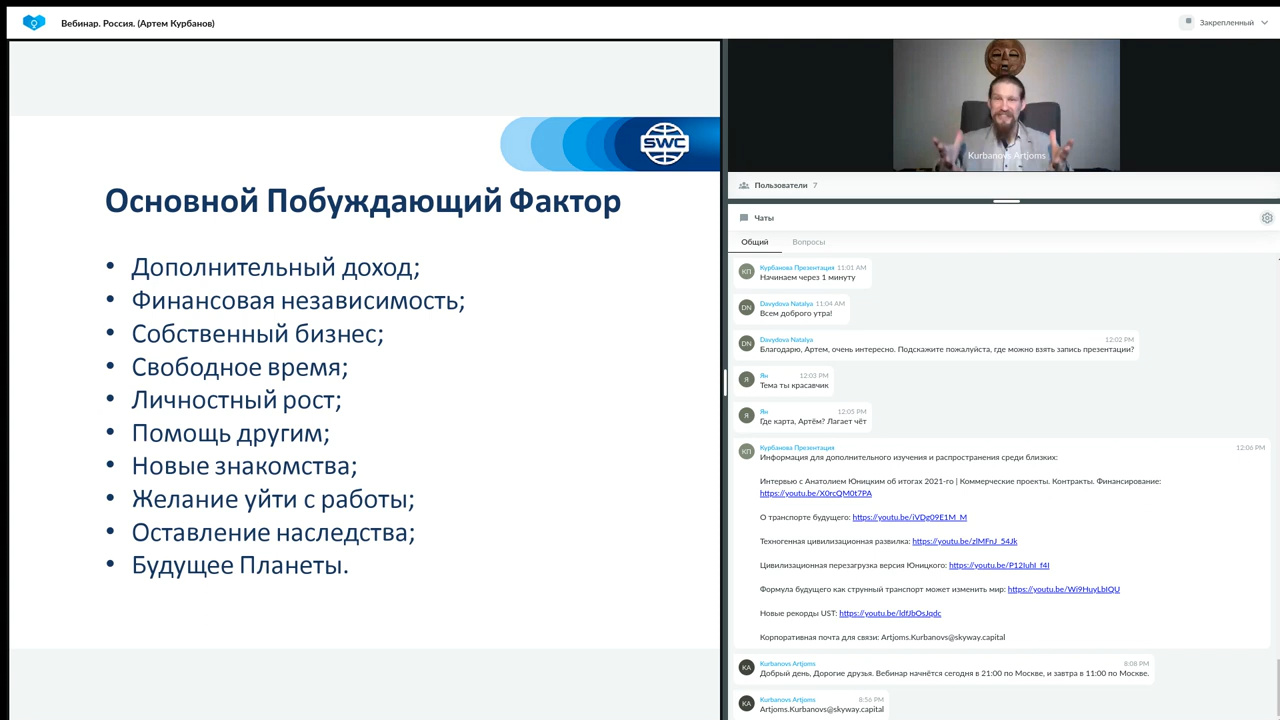 Вебинар. Россия. (Артем Курбанов)
Закрепленный
SWC
Основной Побуждающий Фактор
• Дополнительный доход;
• Финансовая независимость;
• Собственный бизнес;
• Свободное время;
• Личностный рост;
• Помощь другим;
• Новые знакомства;
• Желание уйти с работы;
• Оставление наследства;
• Будущее Планеты.
Kurbanovs Artjoms
Пользователи 7
Чаты
Общий Вопросы
КП Курбанова Презентация 11:01 AM
Начинаем через 1 минуту
DN Davydova Natalya 11:04 AM
Всем доброго утра!
DN Davydova Natalya 12:02 PM
Благодарю, Артем, очень интересно. Подскажите пожалуйста, где можно взять запись презентации?
Я Ян 12:03 PM
Тема ты красавчик
Я Ян 12:05 PM
Где карта, Артём? Лагает чёт
КП Курбанова Презентация 12:06 PM
Информация для дополнительного изучения и распространения среди близких:
Интервью с Анатолием Юницким об итогах 2021-го | Коммерческие проекты. Контракты. Финансирование:
https://youtu.be/X0rcQM0t7PA
О транспорте будущего: https://youtu.be/iVDg09E1M_M
Техногенная цивилизационная развилка: https://youtu.be/zlMFnJ_54Jk
Цивилизационная перезагрузка версия Юницкого: https://youtu.be/P12IuhI_f4I
Формула будущего как струнный транспорт может изменить мир: https://youtu.be/Wi9HuyLbIQU
Новые рекорды UST: https://youtu.be/ldfJbOsJqdc
Корпоративная почта для связи: Artjoms.Kurbanovs@skyway.capital
KA Kurbanovs Artjoms 8:08 PM
Добрый день, Дорогие друзья. Вебинар начнётся сегодня в 21:00 по Москве, и завтра в 11:00 по Москве.
KA Kurbanovs Artjoms 8:56 PM
Artjoms.Kurbanovs@skyway.capital